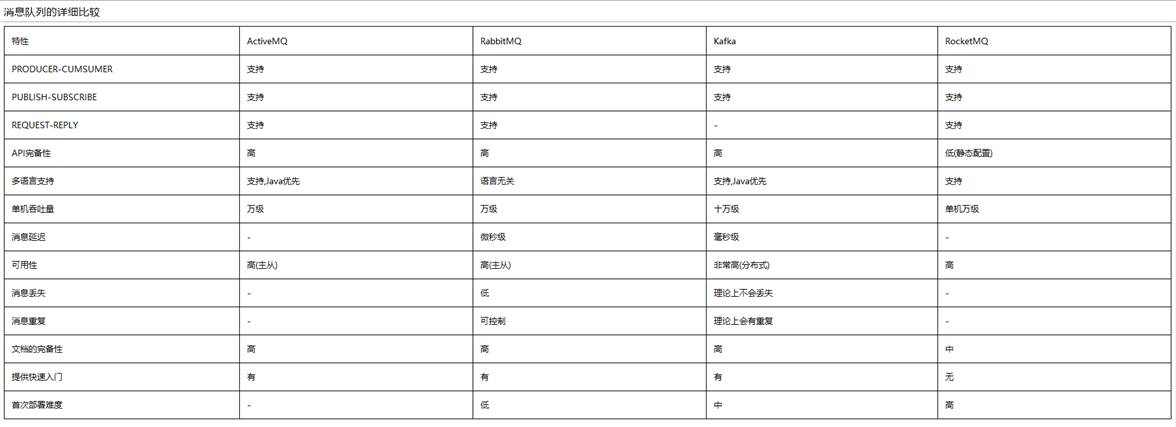 消息队列的详细比较
特性 ActiveMQ RabbitMQ Kafka RocketMQ
PRODUCER-CUMSUMER 支持 支持 支持 支持
PUBLISH-SUBSCRIBE 支持 支持 支持 支持
REQUEST-REPLY 支持 支持 - 支持
API完备性 高 高 高 低(静态配置)
多语言支持 支持,Java优先 语言无关 支持,Java优先 支持
单机吞吐量 万级 万级 十万级 单机万级
消息延迟 - 微秒级 毫秒级 -
可用性 高(主从) 高(主从) 非常高(分布式) 高
消息丢失 - 低 理论上不会丢失 -
消息重复 - 可控制 理论上会有重复 -
文档的完备性 高 高 高 中
提供快速入门 有 有 有 无
首次部署难度 - 低 中 高